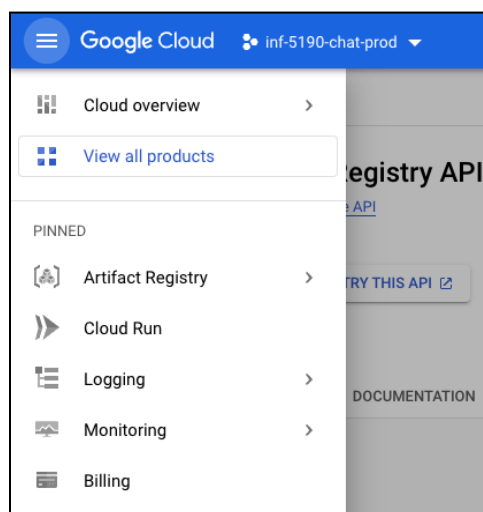 Google Cloud
inf-5190-chat-prod
Cloud overview
View all products
PINNED
Artifact Registry
Cloud Run
Logging
Monitoring
Billing
Registry API
API
TRY THIS API
DOCUMENTATION